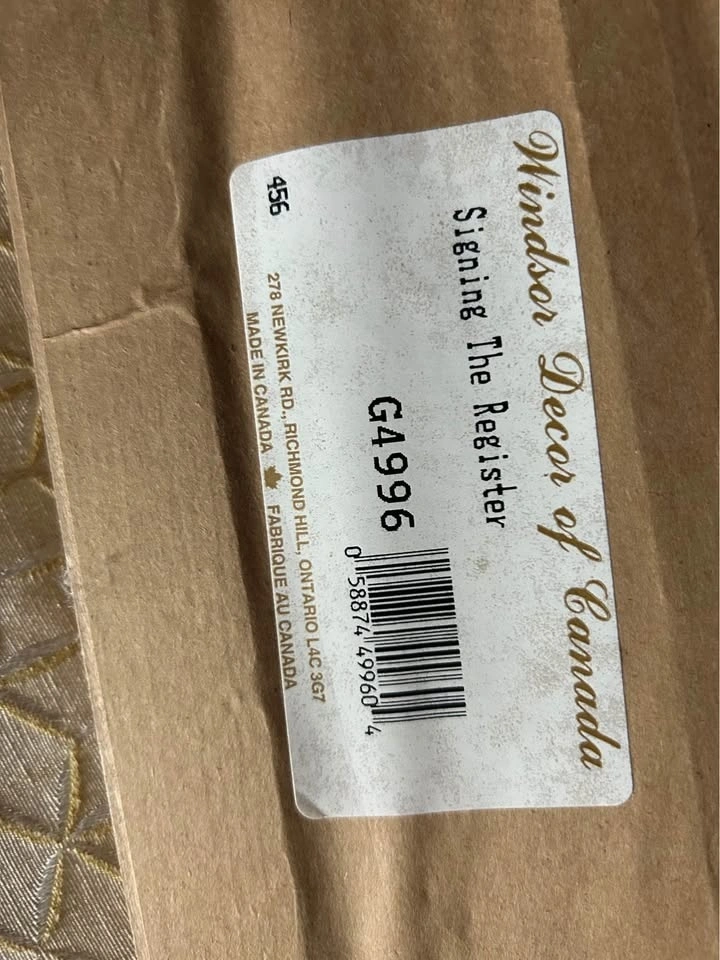 Windsor Decor of Canada
Signing The Register
G4996
0 58874 49960 4
456
278 NEWKIRK RD., RICHMOND HILL, ONTARIO L4C 3G7
MADE IN CANADA FABRIQUE AU CANADA